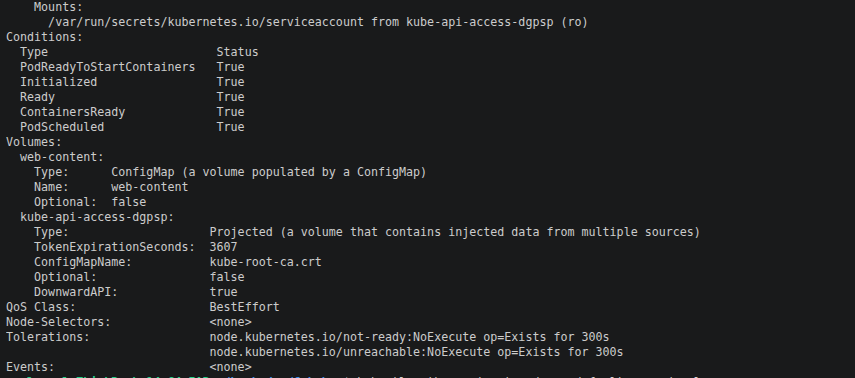 Mounts:
/var/run/secrets/kubernetes.io/serviceaccount from kube-api-access-dgpsp (ro)
Conditions:
Type Status
PodReadyToStartContainers True
Initialized True
Ready True
ContainersReady True
PodScheduled True
Volumes:
web-content:
Type: ConfigMap (a volume populated by a ConfigMap)
Name: web-content
Optional: false
kube-api-access-dgpsp:
Type: Projected (a volume that contains injected data from multiple sources)
TokenExpirationSeconds: 3607
ConfigMapName: kube-root-ca.crt
Optional: false
DownwardAPI: true
QoS Class: BestEffort
Node-Selectors: <none>
Tolerations: node.kubernetes.io/not-ready:NoExecute op=Exists for 300s
node.kubernetes.io/unreachable:NoExecute op=Exists for 300s
Events: <none>